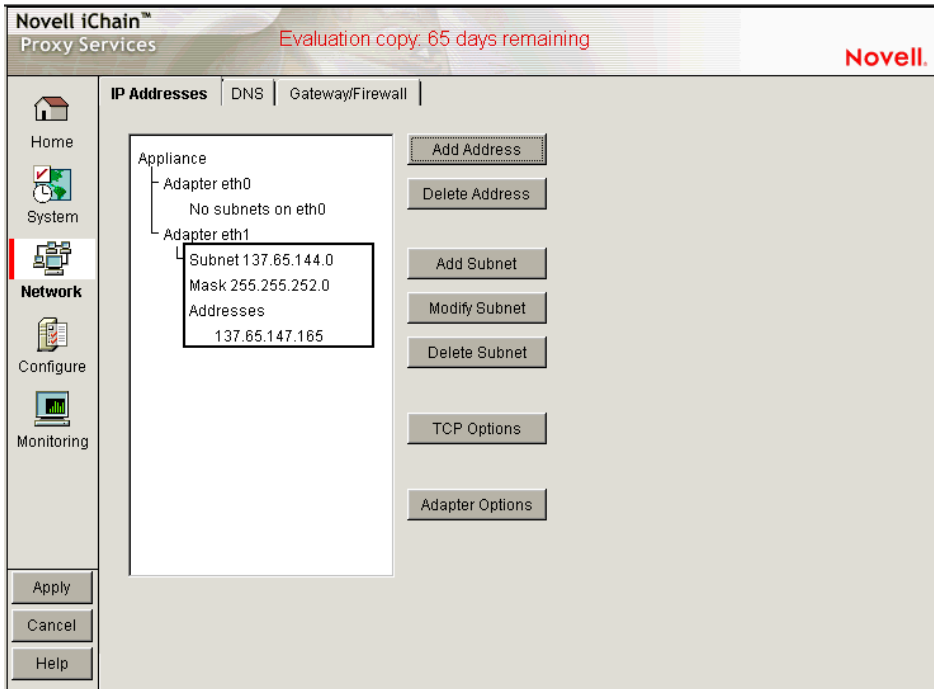 Novell iChain™
Proxy Services
Evaluation copy: 65 days remaining
Novell.
IP Addresses
DNS
Gateway/Firewall
Home
System
Network
Configure
Monitoring
Appliance
Adapter eth0
No subnets on eth0
Adapter eth1
Subnet 137.65.144.0
Mask 255.255.252.0
Addresses
137.65.147.165
Add Address
Delete Address
Add Subnet
Modify Subnet
Delete Subnet
TCP Options
Adapter Options
Apply
Cancel
Help